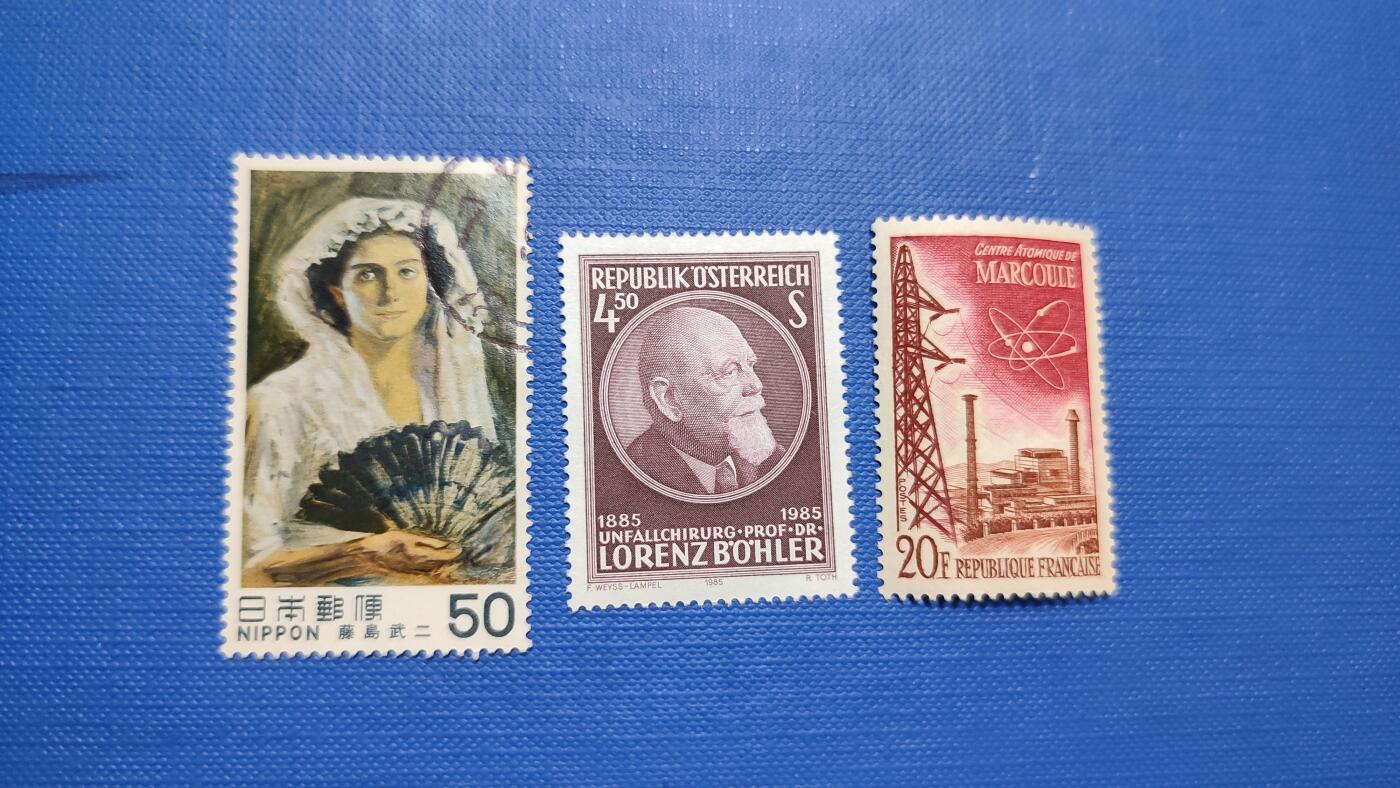 日本郵便
NIPPON 藤島武二 50
REPUBLIK ÖSTERREICH
4,50 S
1885 1985
UNFALLCHIRURG·PROF·DR·
LORENZ BÖHLER
F. WEYSS-LAMPEL 1985 R. TOTH
CENTRE ATOMIQUE DE
MARCOULE
POSTES
20F REPUBLIQUE FRANCAISE